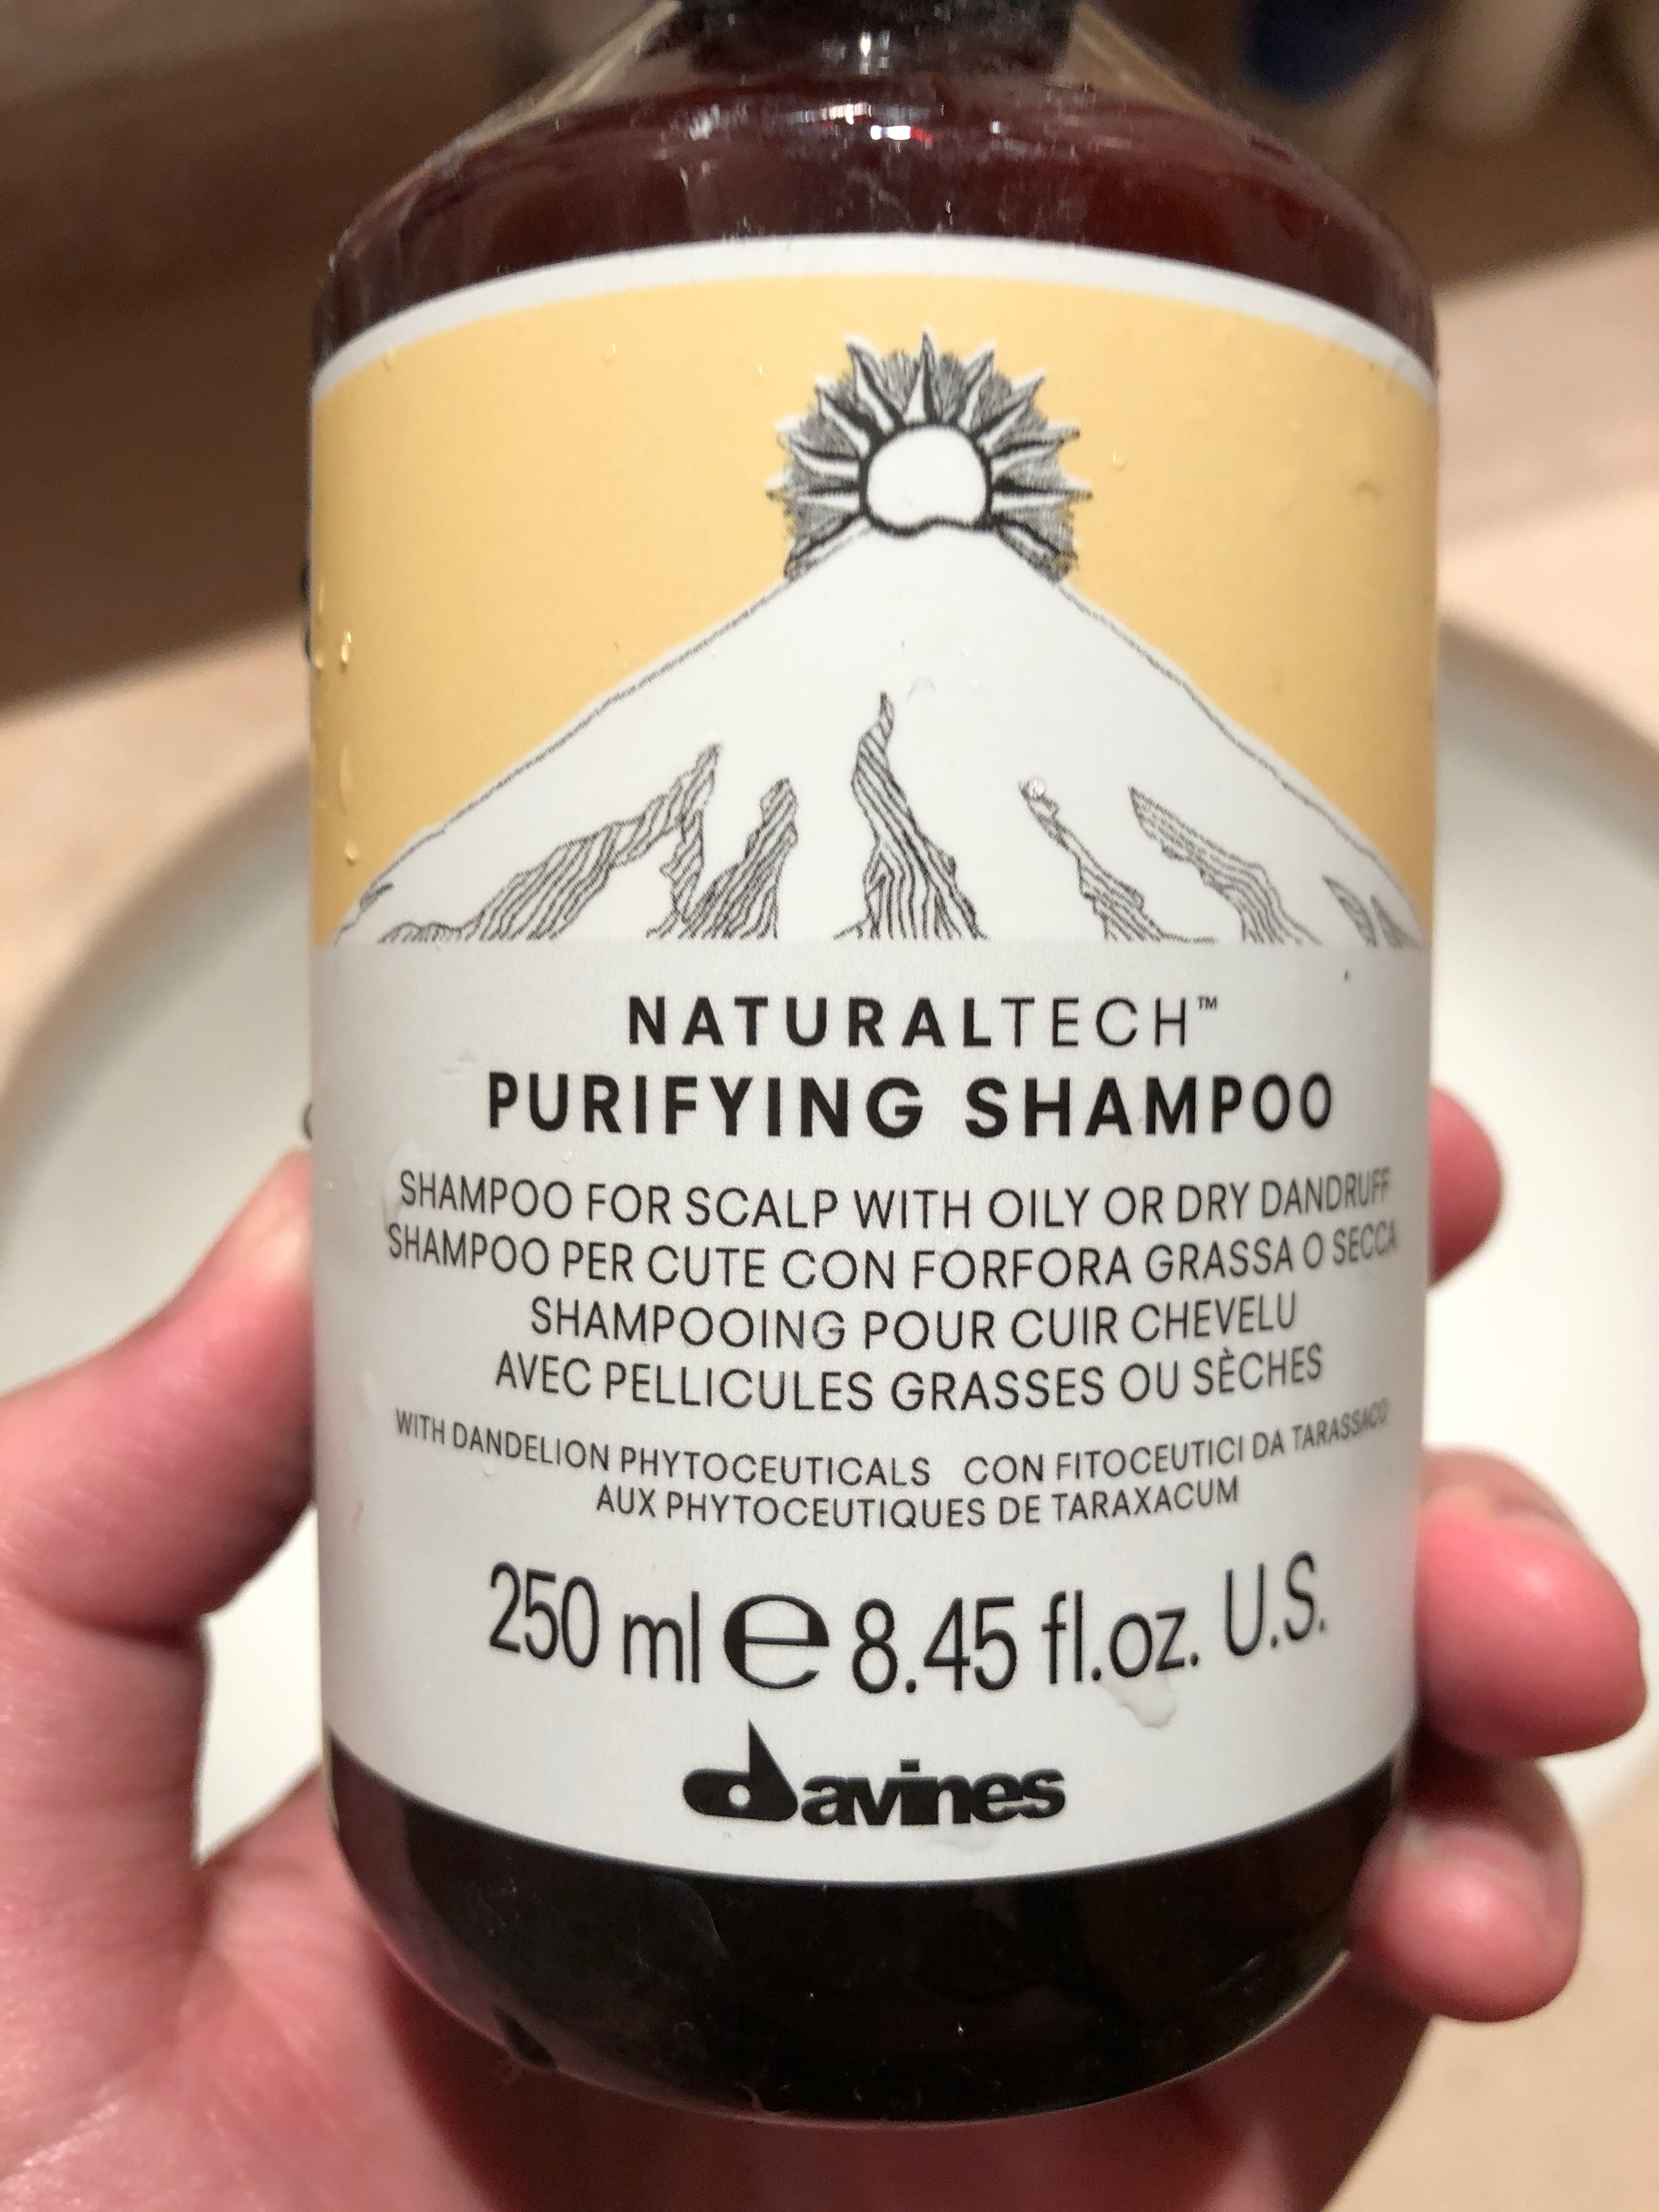 NATURALTECH™
PURIFYING SHAMPOO
SHAMPOO FOR SCALP WITH OILY OR DRY DANDRUFF
SHAMPOO PER CUTE CON FORFORA GRASSA O SECCA
SHAMPOOING POUR CUIR CHEVELU
AVEC PELLICULES GRASSES OU SÈCHES
WITH DANDELION PHYTOCEUTICALS CON FITOCEUTICI DA TARASSACO
AUX PHYTOCEUTIQUES DE TARAXACUM
250 ml e 8.45 fl.oz. U.S.
davines